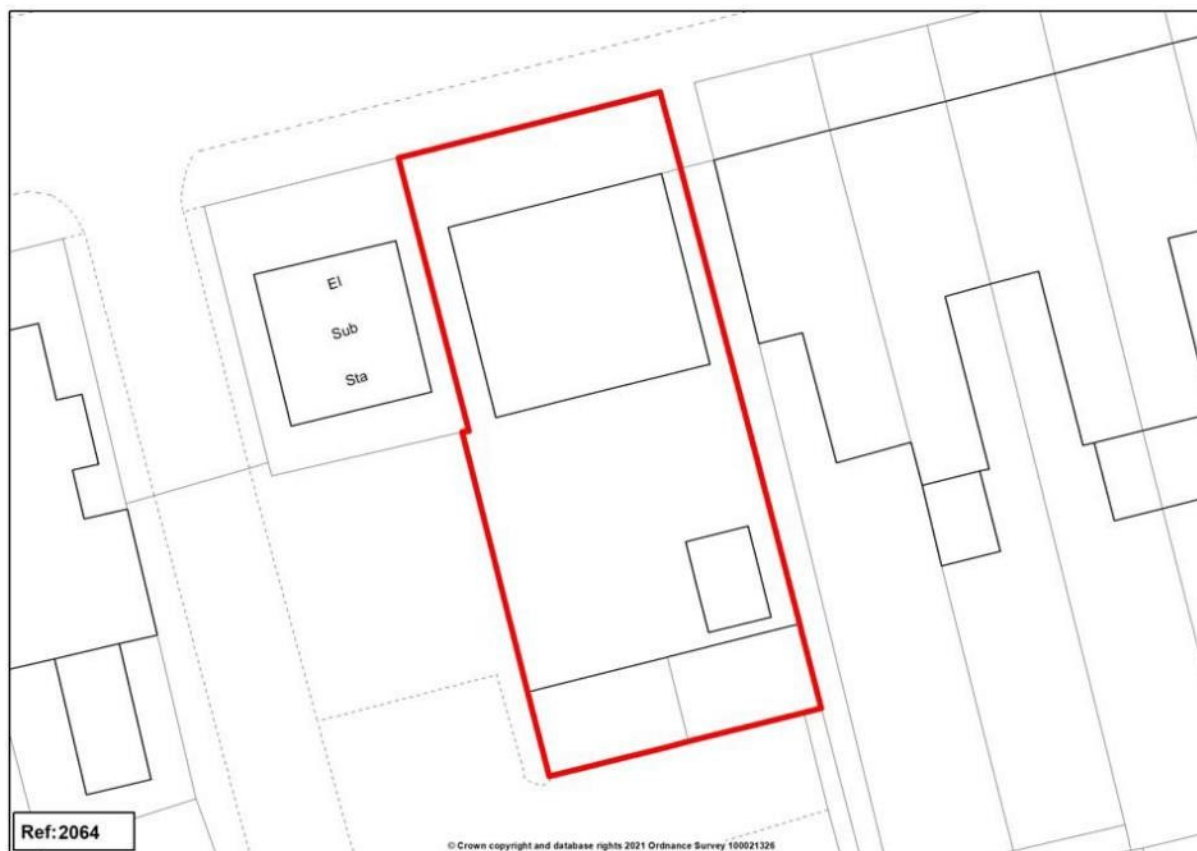 El
Sub
Sta
Ref:2064
© Crown copyright and database rights 2021 Ordnance Survey 100021326